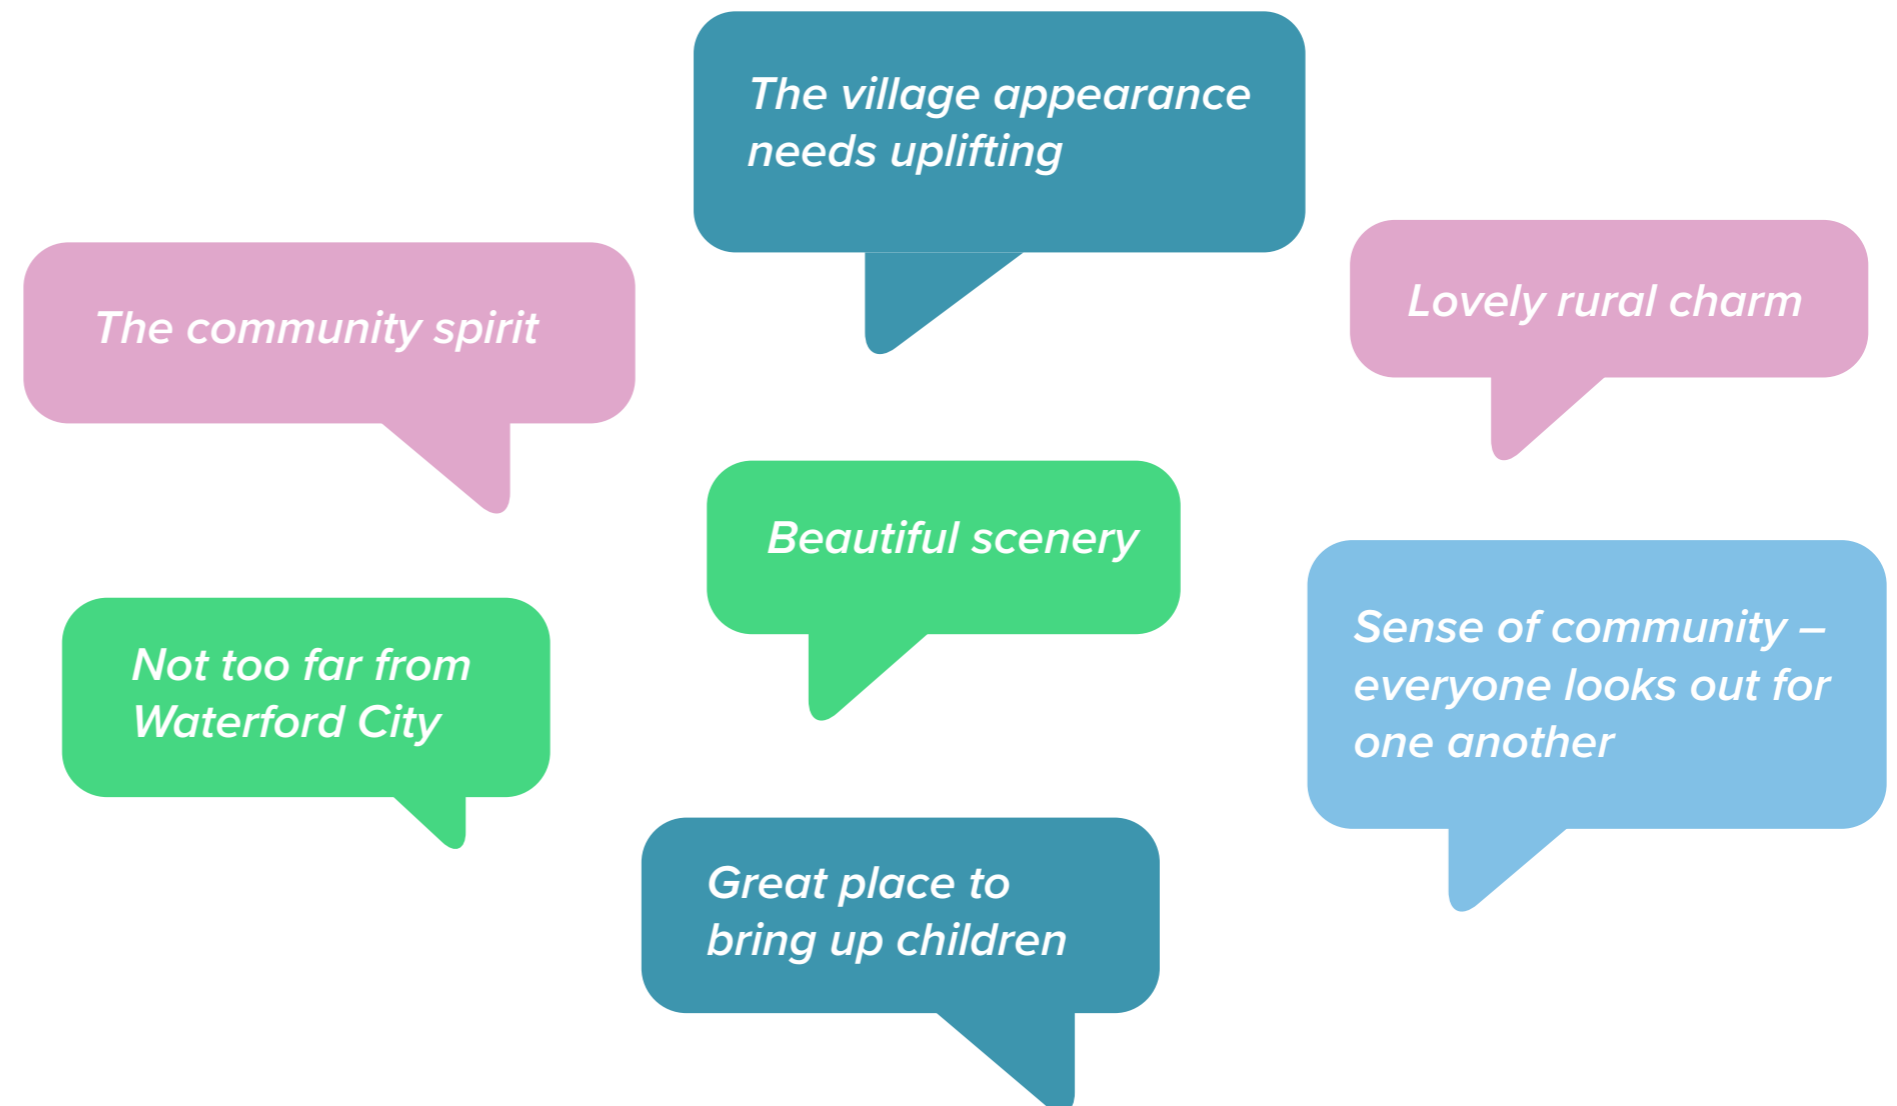 The village appearance
needs uplifting
The community spirit
Lovely rural charm
Beautiful scenery
Not too far from
Waterford City
Sense of community –
everyone looks out for
one another
Great place to
bring up children